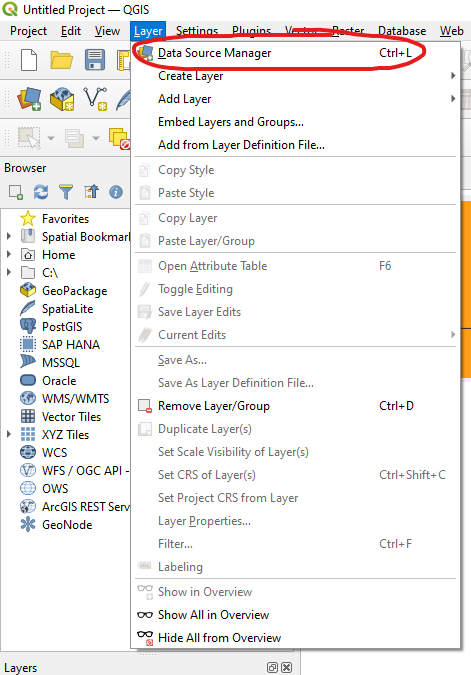 Untitled Project — QGIS
Project Edit View Layer Settings Plugins Vector Raster Database Web
Data Source Manager Ctrl+L
Create Layer
Add Layer
Embed Layers and Groups...
Add from Layer Definition File...
Copy Style
Paste Style
Copy Layer
Paste Layer/Group
Open Attribute Table F6
Toggle Editing
Save Layer Edits
Current Edits
Save As...
Save As Layer Definition File...
Remove Layer/Group Ctrl+D
Duplicate Layer(s)
Set Scale Visibility of Layer(s)
Set CRS of Layer(s) Ctrl+Shift+C
Set Project CRS from Layer
Layer Properties...
Filter... Ctrl+F
Labeling
Show in Overview
Show All in Overview
Hide All from Overview
Browser
Favorites
Spatial Bookmar
Home
C:\
GeoPackage
SpatiaLite
PostGIS
SAP HANA
MSSQL
Oracle
WMS/WMTS
Vector Tiles
XYZ Tiles
WCS
WFS / OGC API -
OWS
ArcGIS REST Serv
GeoNode
Layers